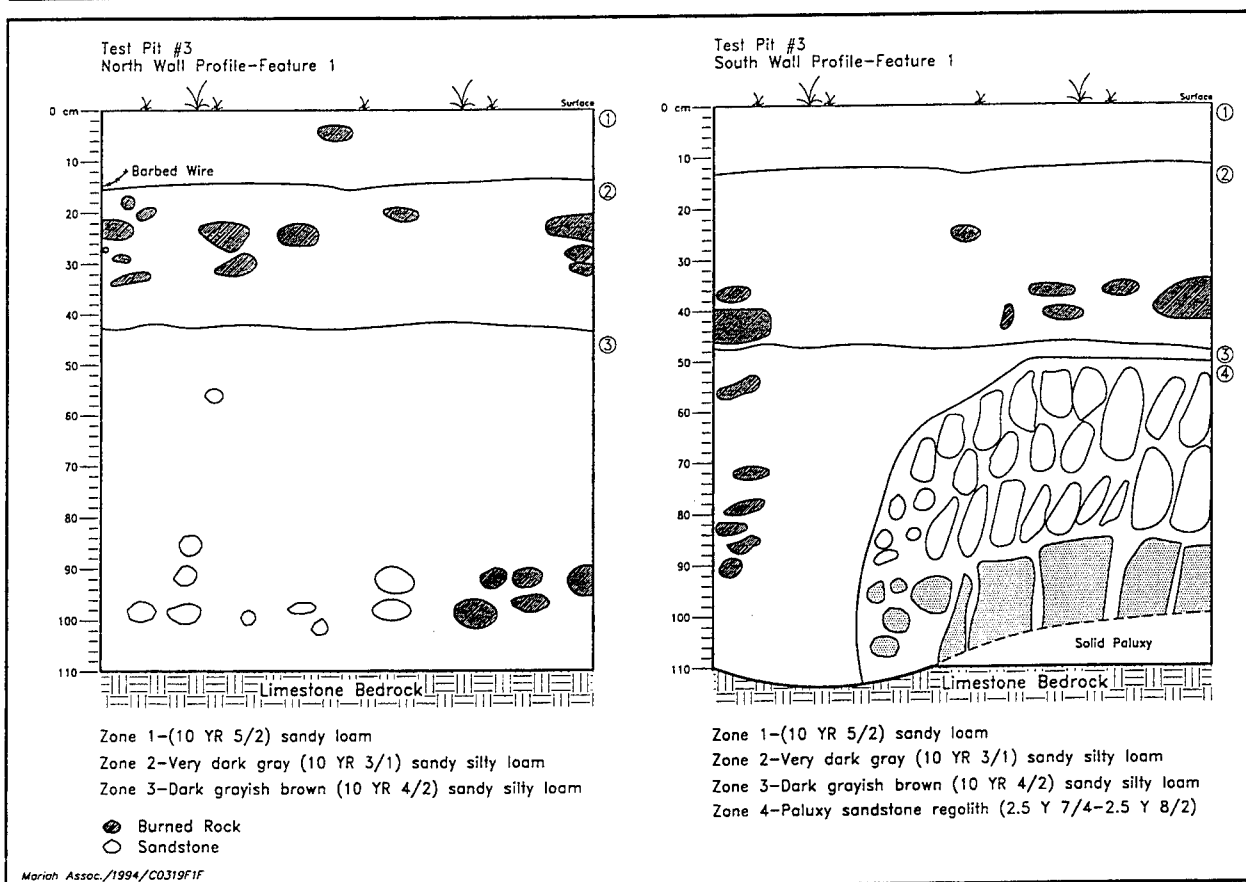 Test Pit #3
North Wall Profile-Feature 1
Surface
0 cm
10
20
30
40
50
60
70
80
90
100
110
Barbed Wire
①
②
③
Limestone Bedrock
Zone 1-(10 YR 5/2) sandy loam
Zone 2-Very dark gray (10 YR 3/1) sandy silty loam
Zone 3-Dark grayish brown (10 YR 4/2) sandy silty loam
Burned Rock
Sandstone
Test Pit #3
South Wall Profile-Feature 1
Surface
0 cm
10
20
30
40
50
60
70
80
90
100
110
①
②
③
④
Solid Paluxy
Limestone Bedrock
Zone 1-(10 YR 5/2) sandy loam
Zone 2-Very dark gray (10 YR 3/1) sandy silty loam
Zone 3-Dark grayish brown (10 YR 4/2) sandy silty loam
Zone 4-Paluxy sandstone regolith (2.5 Y 7/4-2.5 Y 8/2)
Mariah Assoc./1994/C0319F1F